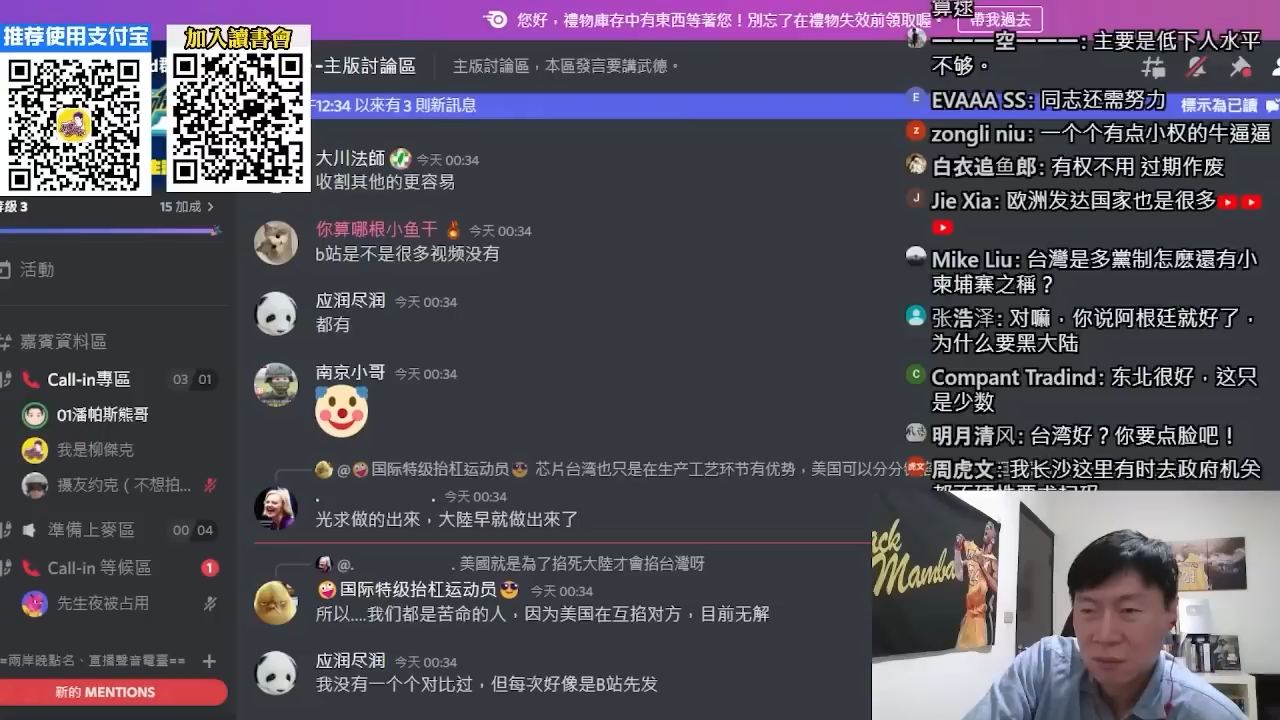 您好，禮物庫存中有東西等著您！別忘了在禮物失效前領取喔。
帶我過去
推荐使用支付宝
加入讀書會
-主版討論區
主版討論區，本區發言要講武德。
12:34 以來有 3 則新訊息
標示為已讀
15 加成
活動
嘉賓資料區
Call-in專區
03 01
01潘帕斯熊哥
我是柳傑克
摄友约克（不想拍...
準備上麥區
00 04
Call-in 等候區
1
先生夜被占用
=兩岸晚點名、直播聲音電臺==
新的 MENTIONS
大川法師 今天 00:34
收割其他的更容易
你算哪根小鱼干 今天 00:34
b站是不是很多视频没有
应润尽润 今天 00:34
都有
南京小哥 今天 00:34
@国际特级抬杠运动员 芯片台湾也只是在生产工艺环节有优势，美国可以分分
. . 今天 00:34
光求做的出來，大陸早就做出來了
@. . 美國就是為了掐死大陸才會掐台灣呀
国际特级抬杠运动员 今天 00:34
所以....我们都是苦命的人，因为美国在互掐对方，目前无解
应润尽润 今天 00:34
我没有一个个对比过，但每次好像是B站先发
一一一空一一一: 主要是低下人水平
不够。
EVAAA SS: 同志还需努力
zongli niu: 一个个有点小权的牛逼逼
白衣追鱼郎: 有权不用 过期作废
Jie Xia: 欧洲发达国家也是很多
Mike Liu: 台灣是多黨制怎麼還有小
柬埔寨之稱？
张浩泽: 对嘛，你说阿根廷就好了，
为什么要黑大陆
Compant Tradind: 东北很好，这只
是少数
明月清风: 台湾好？你要点脸吧！
周虎文: 我长沙这里有时去政府机关
Mamba